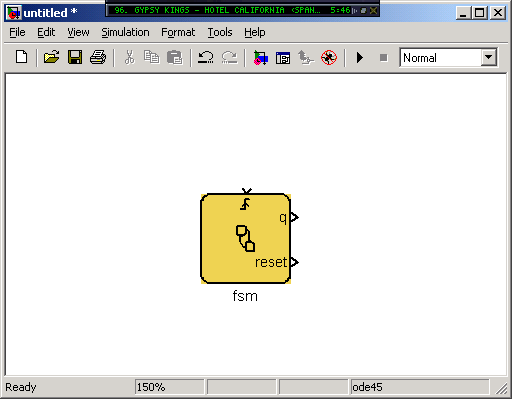 untitled *
96. GYPSY KINGS - HOTEL CALIFORNIA <SPAN... 5:46
File Edit View Simulation Format Tools Help
Normal
q
reset
fsm
Ready 150% ode45